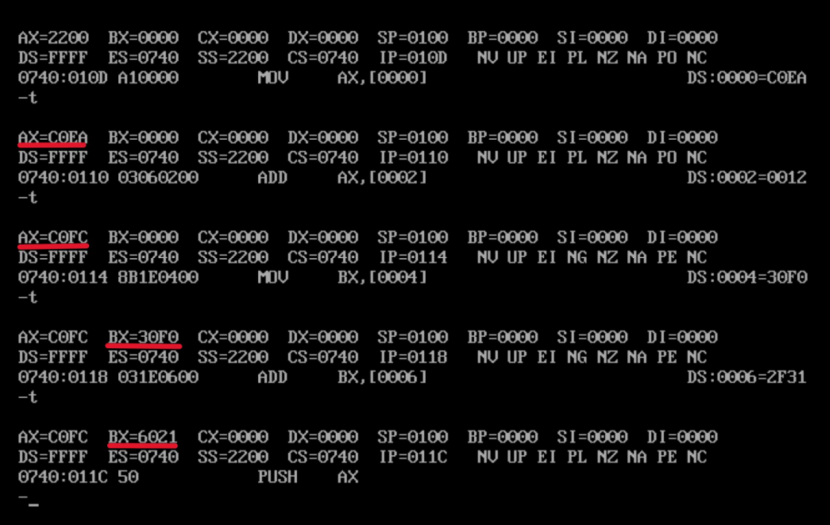 AX=2200  BX=0000  CX=0000  DX=0000  SP=0100  BP=0000  SI=0000  DI=0000
DS=FFFF  ES=0740  SS=2200  CS=0740  IP=010D   NV UP EI PL NZ NA PO NC
0740:010D A10000        MOV     AX,[0000]                          DS:0000=C0EA
-t
AX=C0EA  BX=0000  CX=0000  DX=0000  SP=0100  BP=0000  SI=0000  DI=0000
DS=FFFF  ES=0740  SS=2200  CS=0740  IP=0110   NV UP EI PL NZ NA PO NC
0740:0110 03060200      ADD     AX,[0002]                          DS:0002=0012
-t
AX=C0FC  BX=0000  CX=0000  DX=0000  SP=0100  BP=0000  SI=0000  DI=0000
DS=FFFF  ES=0740  SS=2200  CS=0740  IP=0114   NV UP EI NG NZ NA PE NC
0740:0114 8B1E0400      MOV     BX,[0004]                          DS:0004=30F0
-t
AX=C0FC  BX=30F0  CX=0000  DX=0000  SP=0100  BP=0000  SI=0000  DI=0000
DS=FFFF  ES=0740  SS=2200  CS=0740  IP=0118   NV UP EI NG NZ NA PE NC
0740:0118 031E0600      ADD     BX,[0006]                          DS:0006=2F31
-t
AX=C0FC  BX=6021  CX=0000  DX=0000  SP=0100  BP=0000  SI=0000  DI=0000
DS=FFFF  ES=0740  SS=2200  CS=0740  IP=011C   NV UP EI PL NZ NA PE NC
0740:011C 50            PUSH    AX
-_